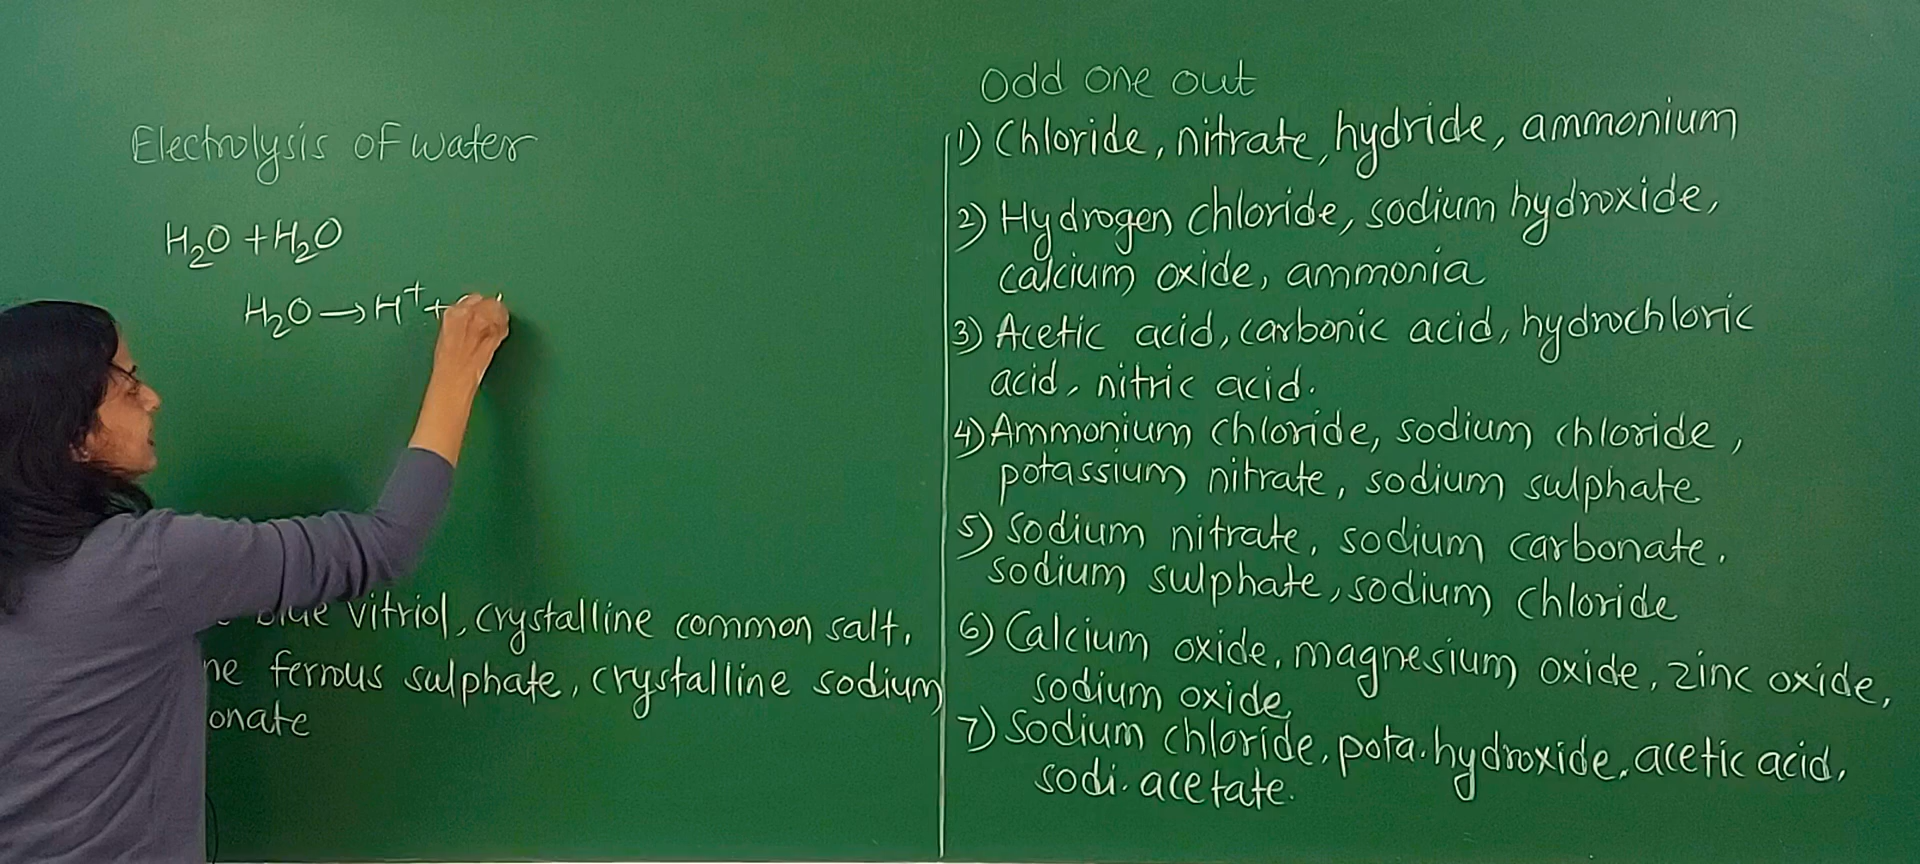 Electrolysis of water
H₂O + H₂O
H₂O → H⁺ +
blue vitriol, crystalline common salt,
ferrous sulphate, crystalline sodium
Odd one out
1) Chloride, nitrate, hydride, ammonium
2) Hydrogen chloride, sodium hydroxide,
calcium oxide, ammonia
3) Acetic acid, carbonic acid, hydrochloric
acid, nitric acid.
4) Ammonium chloride, sodium chloride,
potassium nitrate, sodium sulphate
5) Sodium nitrate, sodium carbonate,
sodium sulphate, sodium chloride
6) Calcium oxide, magnesium oxide, zinc oxide,
sodium oxide,
7) Sodium chloride, pota. hydroxide, acetic acid,
sodi. acetate.